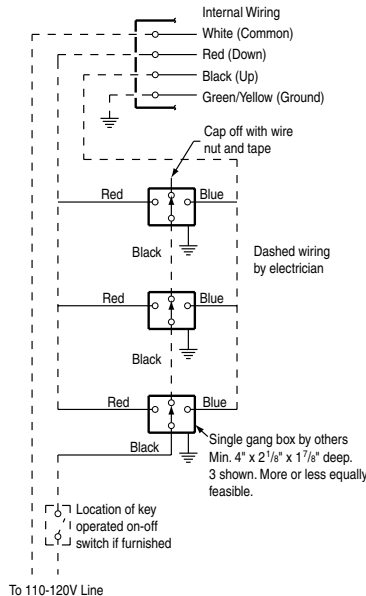 Internal Wiring
White (Common)
Red (Down)
Black (Up)
Green/Yellow (Ground)
Cap off with wire
nut and tape
Red
Blue
Black
Dashed wiring
by electrician
Red
Blue
Black
Red
Blue
Black
Single gang box by others
Min. 4" x 2 1/8" x 1 7/8" deep.
3 shown. More or less equally
feasible.
Location of key
operated on-off
switch if furnished
To 110-120V Line